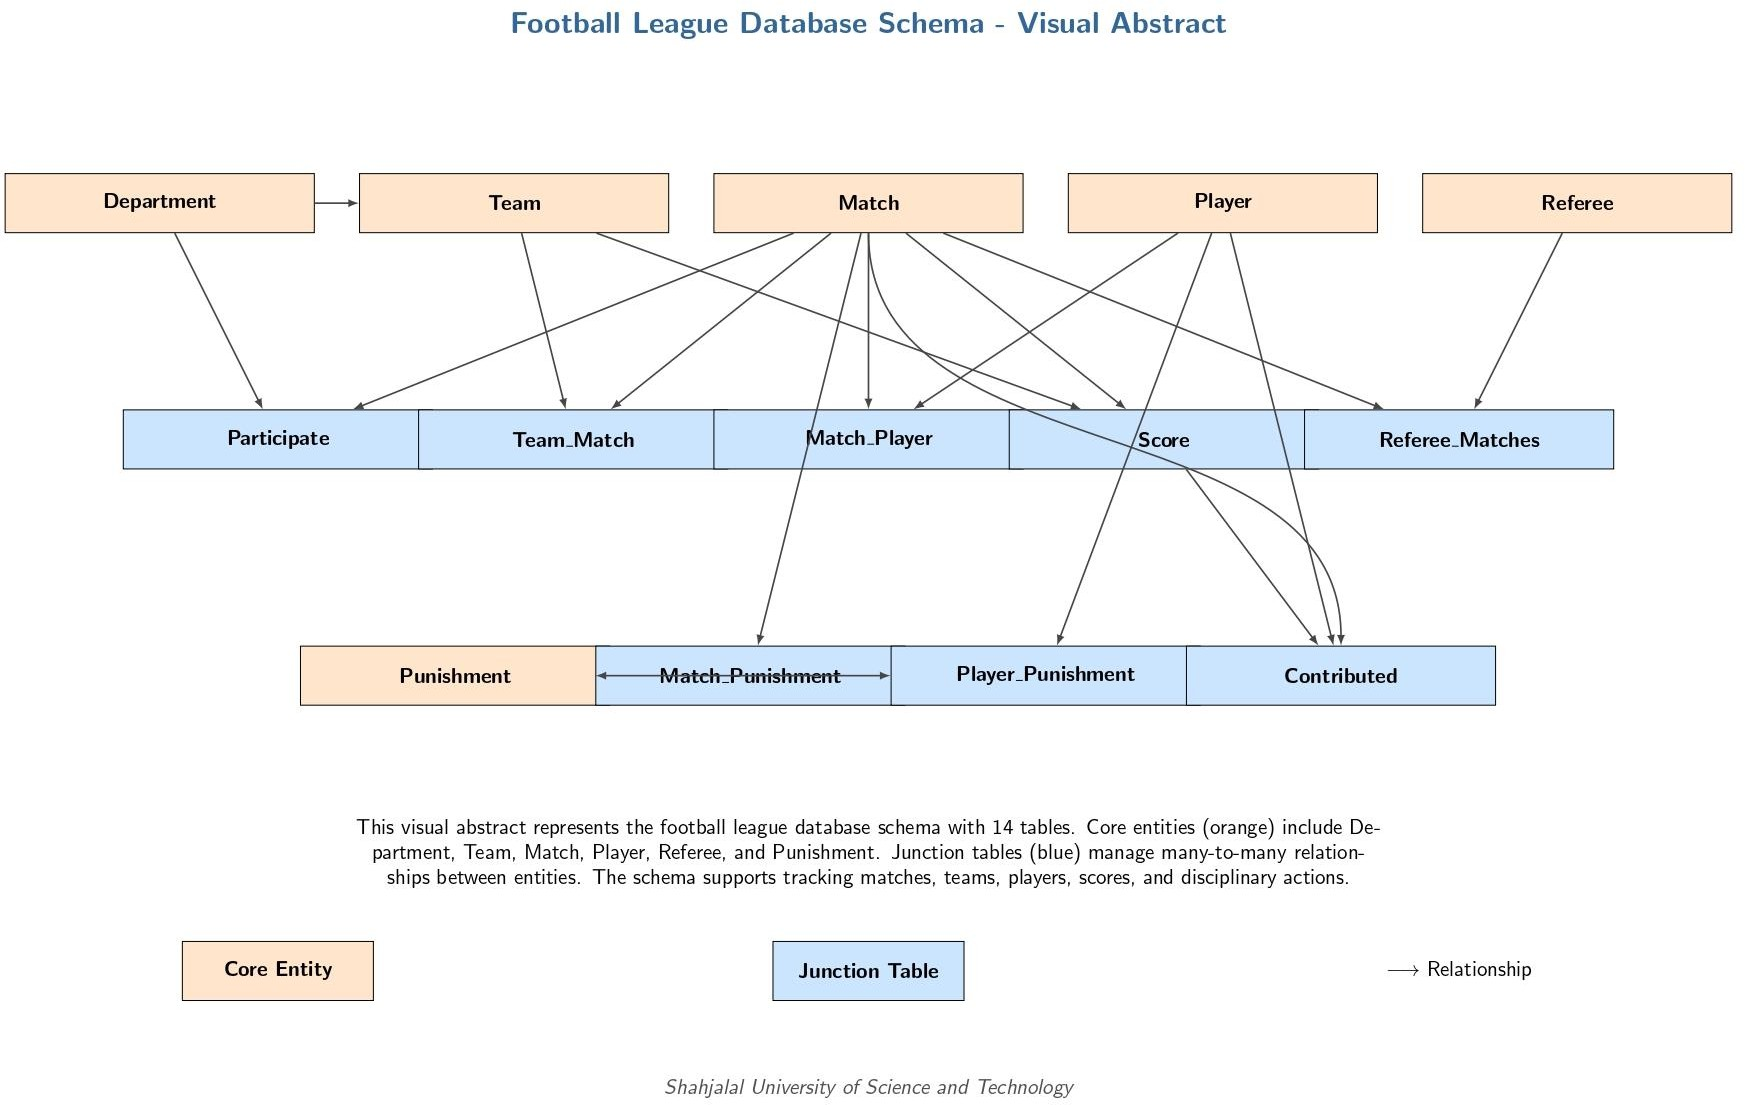 Football League Database Schema - Visual Abstract
Department
Team
Match
Player
Referee
Participate
Team_Match
Match_Player
Score
Referee_Matches
Punishment
Match_Punishment
Player_Punishment
Contributed
This visual abstract represents the football league database schema with 14 tables. Core entities (orange) include De-
partment, Team, Match, Player, Referee, and Punishment. Junction tables (blue) manage many-to-many relation-
ships between entities. The schema supports tracking matches, teams, players, scores, and disciplinary actions.
Core Entity
Junction Table
Relationship
Shahjalal University of Science and Technology